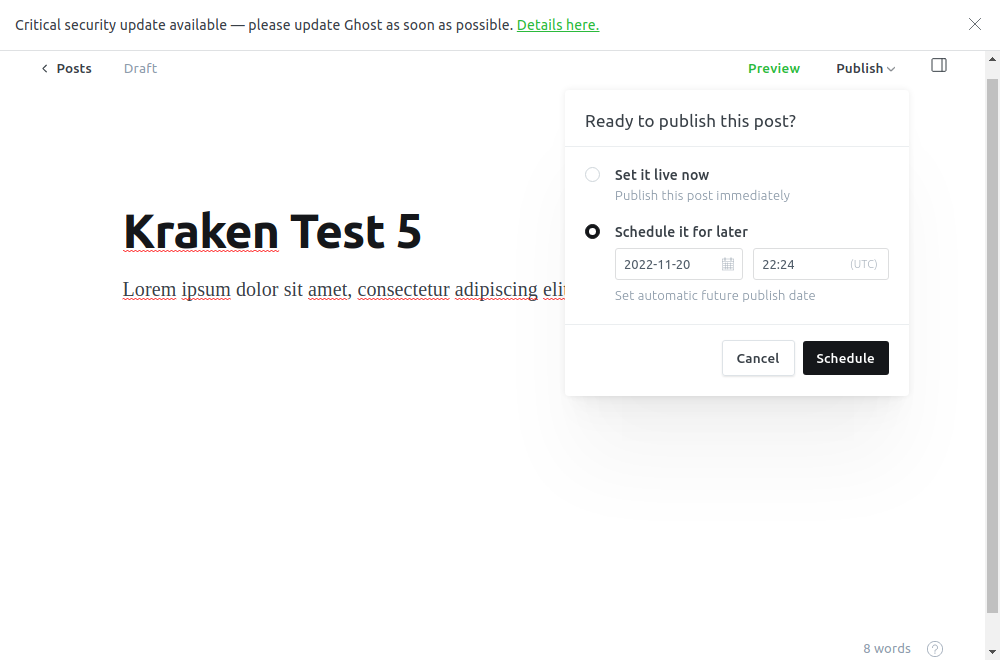 Critical security update available — please update Ghost as soon as possible. Details here.
Posts Draft Preview Publish
Ready to publish this post?
Set it live now
Publish this post immediately
Kraken Test 5
Schedule it for later
2022-11-20 22:24 (UTC)
Lorem ipsum dolor sit amet, consectetur adipiscing
Set automatic future publish date
Cancel Schedule
8 words